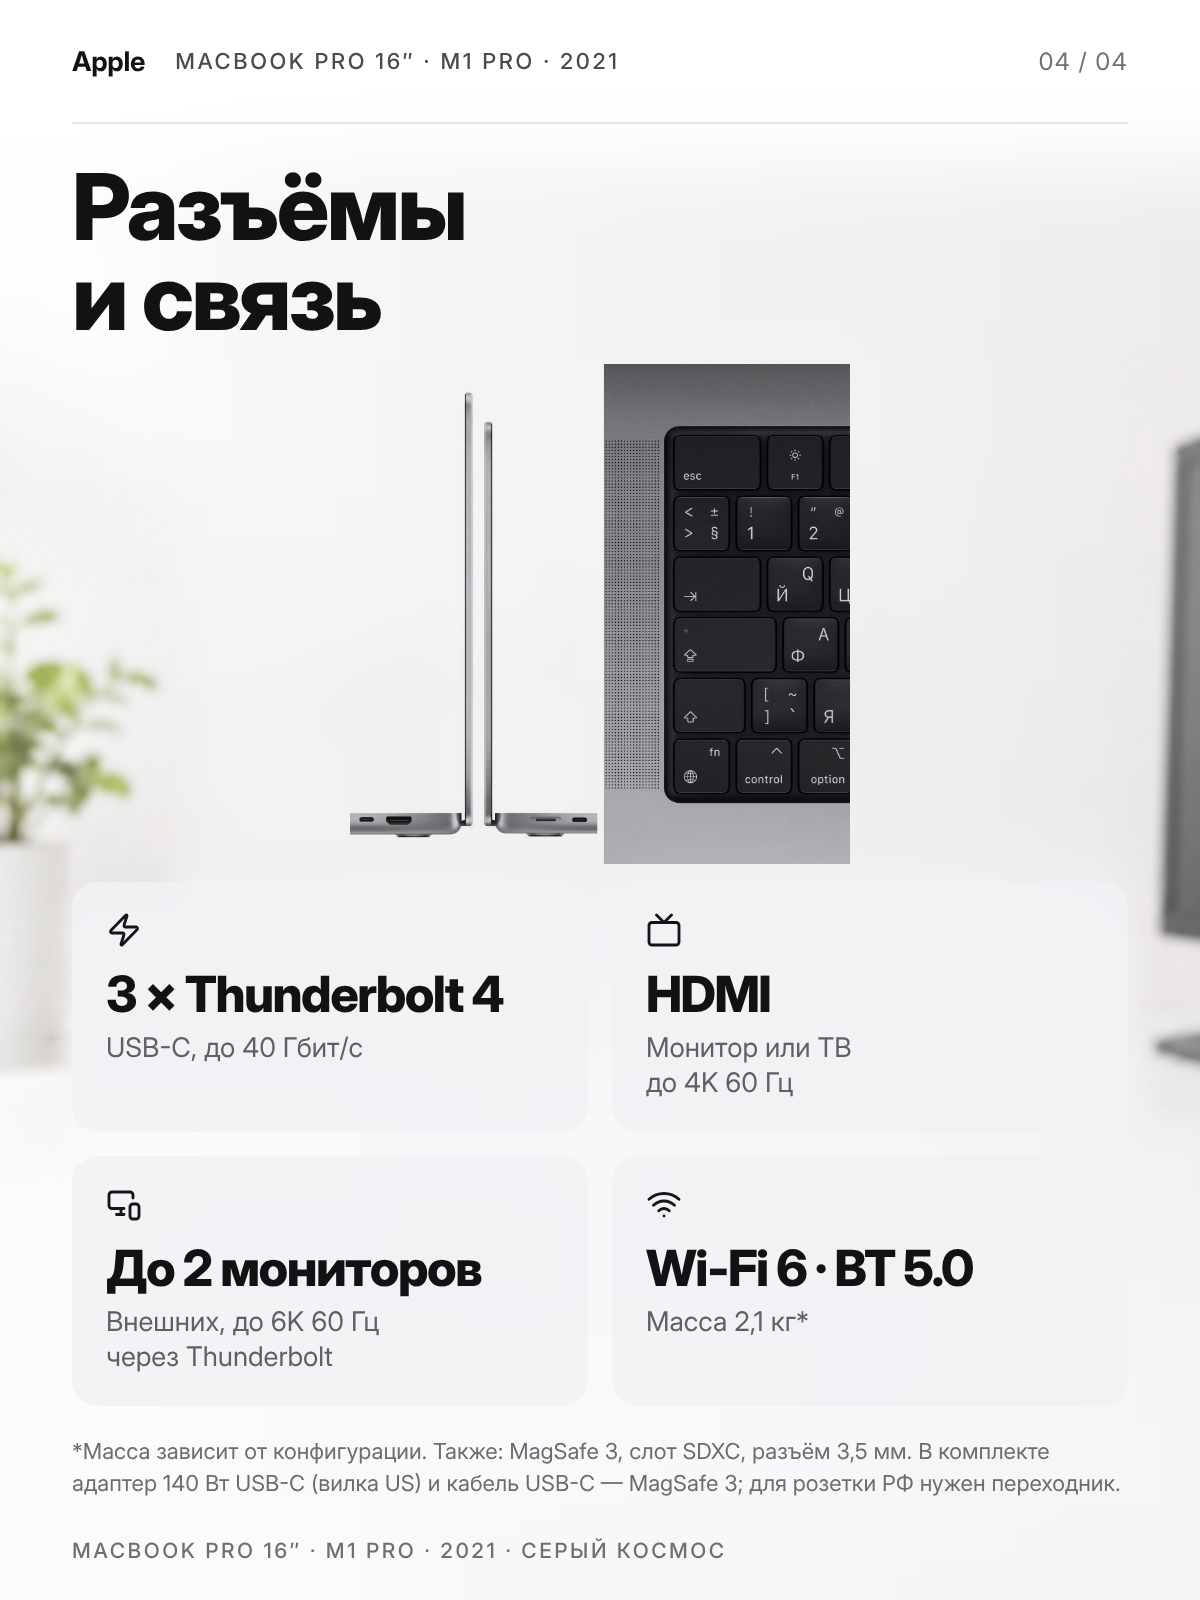 Apple MACBOOK PRO 16″ · M1 PRO · 2021 04 / 04
Разъёмы
и связь
esc F1
< ± ! " @
> § 1 2
Q
Й Ц
A
Ф
[ ~
] ` Я
fn
control option
3 × Thunderbolt 4
USB-C, до 40 Гбит/с
HDMI
Монитор или ТВ
до 4K 60 Гц
До 2 мониторов
Внешних, до 6K 60 Гц
через Thunderbolt
Wi-Fi 6 · BT 5.0
Масса 2,1 кг*
*Масса зависит от конфигурации. Также: MagSafe 3, слот SDXC, разъём 3,5 мм. В комплекте
адаптер 140 Вт USB-C (вилка US) и кабель USB-C — MagSafe 3; для розетки РФ нужен переходник.
MACBOOK PRO 16″ · M1 PRO · 2021 · СЕРЫЙ КОСМОС